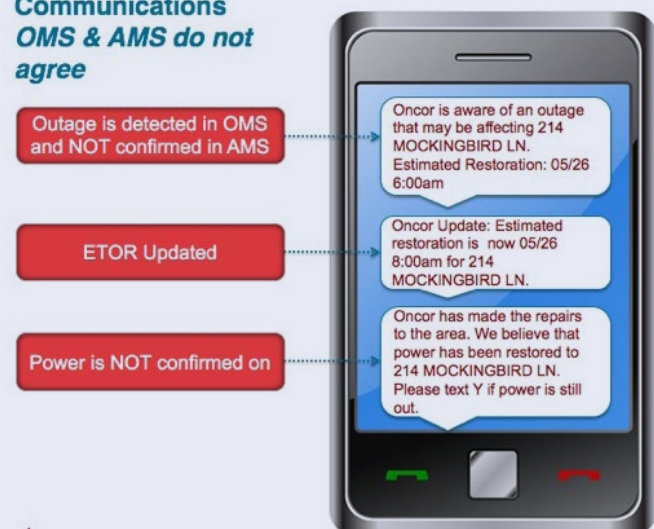 Communications
OMS & AMS do not
agree
Outage is detected in OMS
and NOT confirmed in AMS
Oncor is aware of an outage
that may be affecting 214
MOCKINGBIRD LN.
Estimated Restoration: 05/26
6:00am
ETOR Updated
Oncor Update: Estimated
restoration is now 05/26
8:00am for 214
MOCKINGBIRD LN.
Power is NOT confirmed on
Oncor has made the repairs
to the area. We believe that
power has been restored to
214 MOCKINGBIRD LN.
Please text Y if power is still
out.